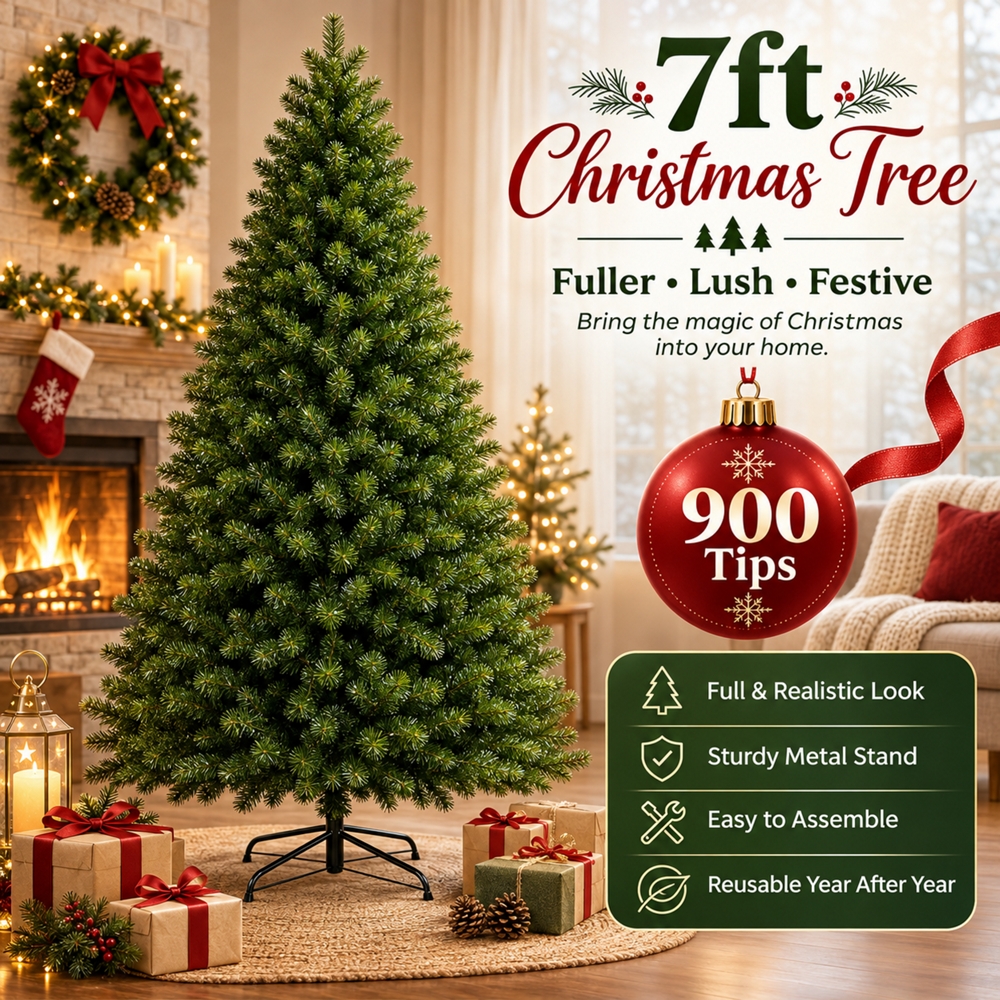 7ft
Christmas Tree
Fuller • Lush • Festive
Bring the magic of Christmas
into your home.
900
Tips
Full & Realistic Look
Sturdy Metal Stand
Easy to Assemble
Reusable Year After Year